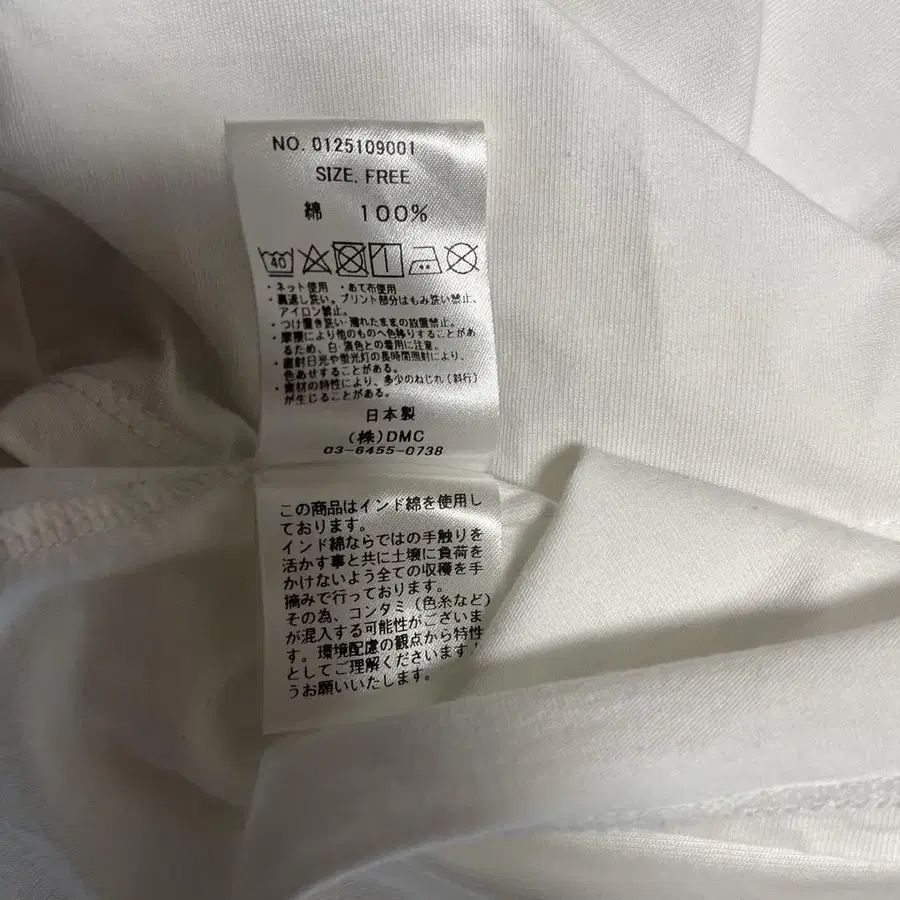 NO. 0125109001
SIZE. FREE
綿 100%
40
・ネット使用 ・あて布使用
・裏返し洗い。プリント部分はもみ洗い禁止、
アイロン禁止。
・つけ置き洗い・濡れたままの放置禁止。
・摩擦により他のものへ色移りすることがあ
るため、白・淡色との着用に注意。
・直射日光や蛍光灯の長時間照射により、
色あせすることがある。
・素材の特性により、多少のねじれ(斜行)
が生じることがある。
日本製
(株)DMC
03-6455-0738
この商品はインド綿を使用し
ております。
インド綿ならではの手触りを
活かす事と共に土壌に負荷を
かけないよう全ての収穫を手
摘みで行っております。
その為、コンタミ(色糸など)
が混入する可能性がございま
す。環境配慮の観点から特性
としてご理解くださいます
うお願いいたします。